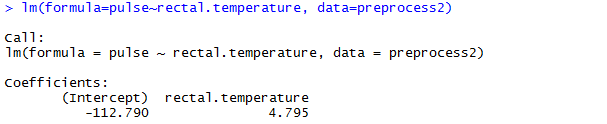 > lm(formula=pulse~rectal.temperature, data=preprocess2)
Call:
lm(formula = pulse ~ rectal.temperature, data = preprocess2)
Coefficients:
(Intercept) rectal.temperature
-112.790 4.795